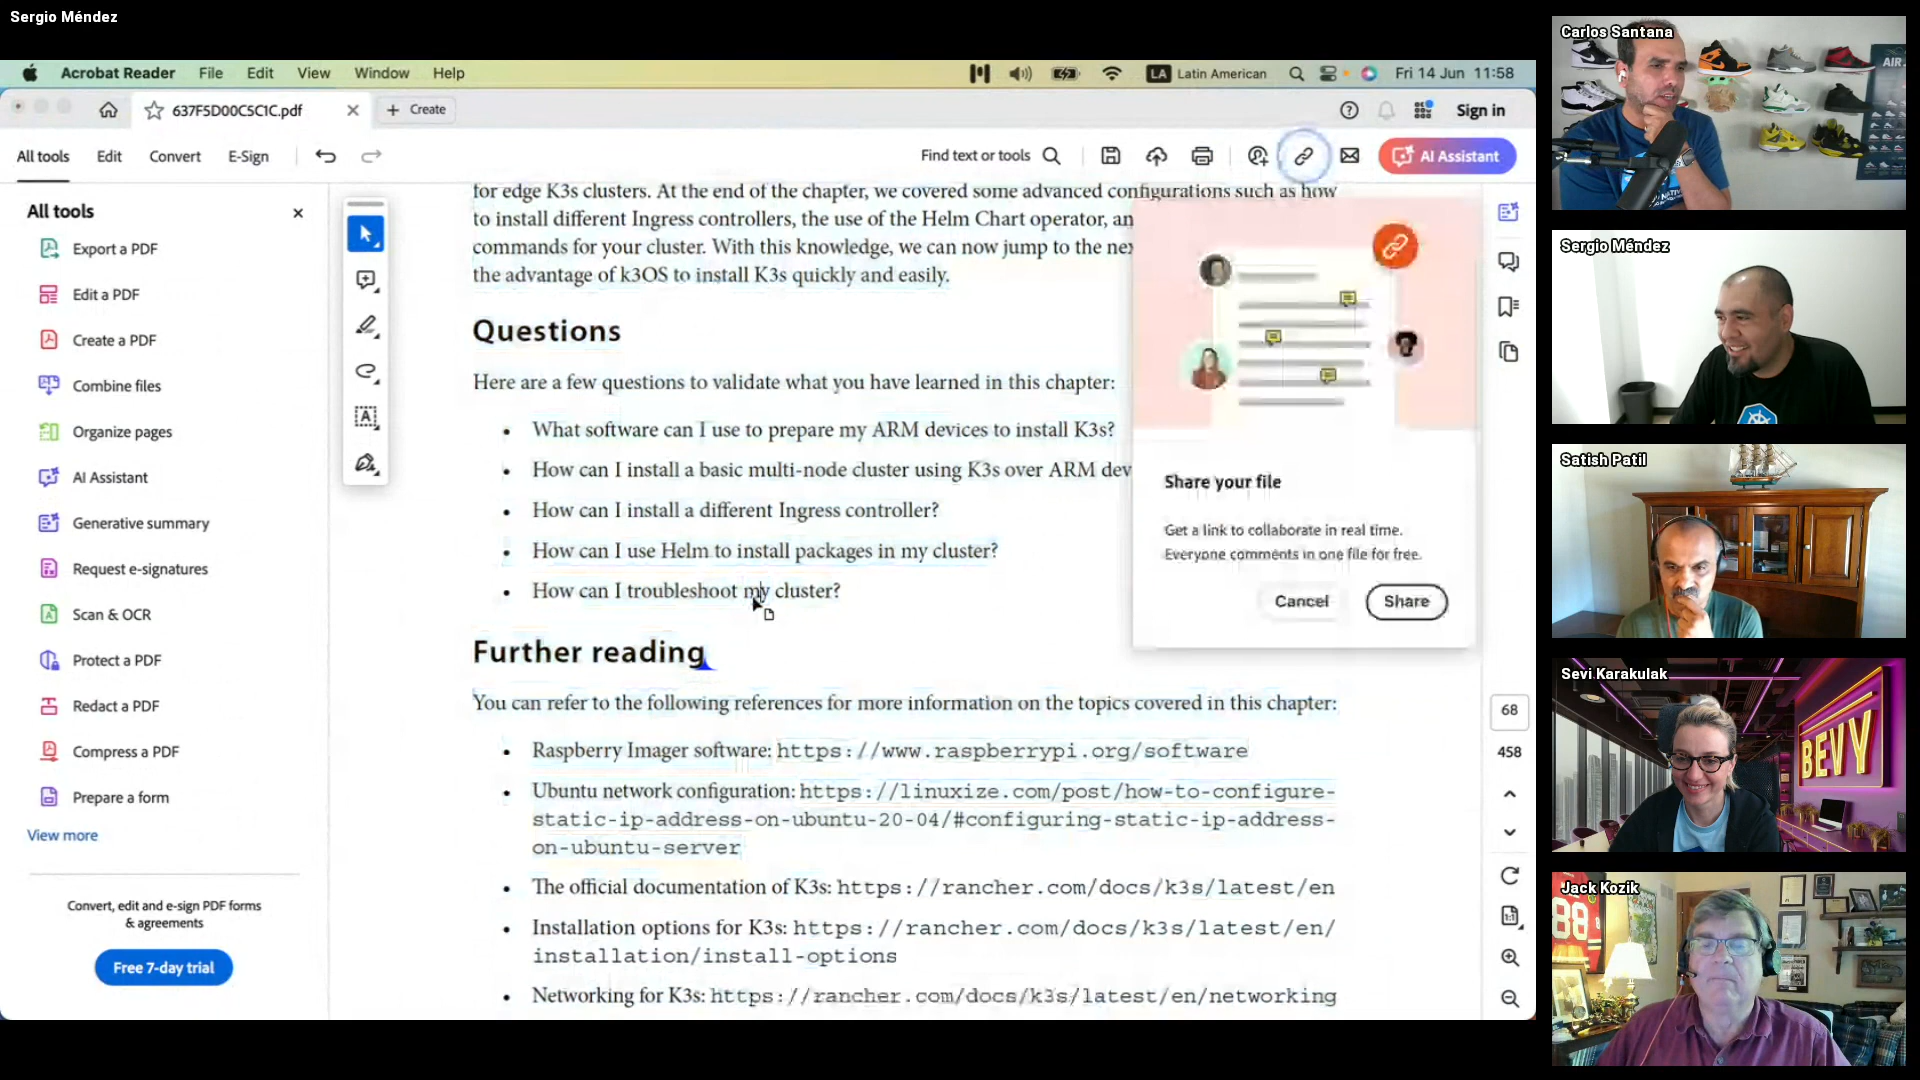 Sergio Méndez
Acrobat Reader File Edit View Window Help
LA Latin American Fri 14 Jun 11:58
637F5D00C5C1C.pdf
+ Create
Sign in
All tools Edit Convert E-Sign
Find text or tools
AI Assistant
All tools
Export a PDF
Edit a PDF
Create a PDF
Combine files
Organize pages
AI Assistant
Generative summary
Request e-signatures
Scan & OCR
Protect a PDF
Redact a PDF
Compress a PDF
Prepare a form
View more
Convert, edit and e-sign PDF forms
& agreements
Free 7-day trial
for edge K3s clusters. At the end of the chapter, we covered some advanced configurations such as how
to install different Ingress controllers, the use of the Helm Chart operator, an
commands for your cluster. With this knowledge, we can now jump to the nex
the advantage of k3OS to install K3s quickly and easily.
Questions
Here are a few questions to validate what you have learned in this chapter:
• What software can I use to prepare my ARM devices to install K3s?
• How can I install a basic multi-node cluster using K3s over ARM dev
• How can I install a different Ingress controller?
• How can I use Helm to install packages in my cluster?
• How can I troubleshoot my cluster?
Further reading
You can refer to the following references for more information on the topics covered in this chapter:
• Raspberry Imager software: https://www.raspberrypi.org/software
• Ubuntu network configuration: https://linuxize.com/post/how-to-configure-
static-ip-address-on-ubuntu-20-04/#configuring-static-ip-address-
on-ubuntu-server
• The official documentation of K3s: https://rancher.com/docs/k3s/latest/en
• Installation options for K3s: https://rancher.com/docs/k3s/latest/en/
installation/install-options
• Networking for K3s: https://rancher.com/docs/k3s/latest/en/networking
Share your file
Get a link to collaborate in real time.
Everyone comments in one file for free.
Cancel
Share
68
458
Carlos Santana
AIR
Sergio Méndez
Satish Patil
Sevi Karakulak
BEVY
Jack Kozik
88